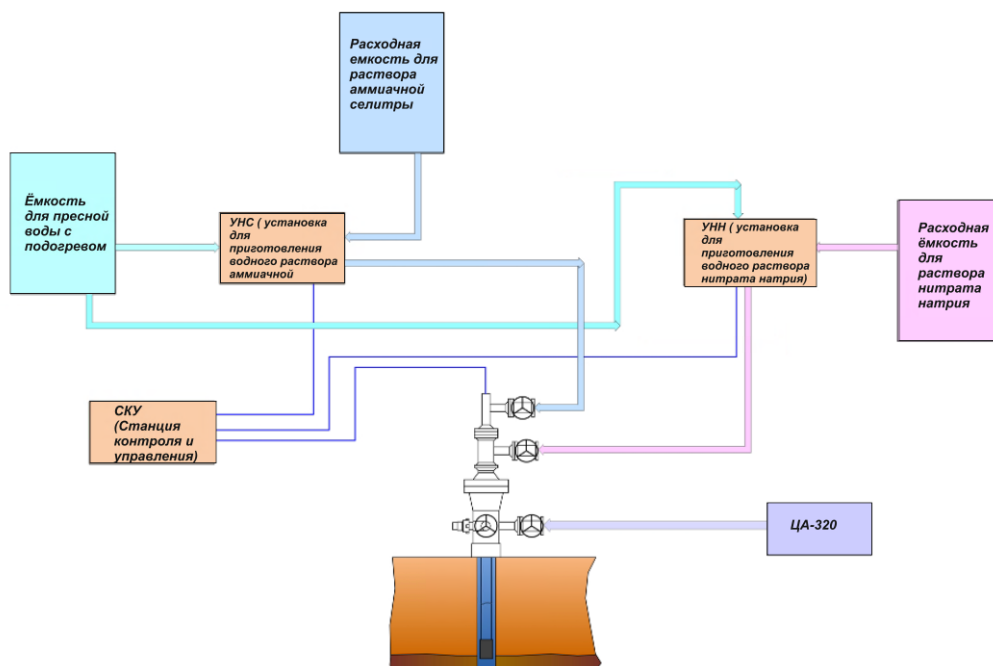 Расходная
емкость для
раствора
аммиачной
селитры
Ёмкость
для пресной
воды с
подогревом
УНС ( установка
для
приготовления
водного раствора
аммиачной
УНН ( установка
для
приготовления
водного раствора
нитрата натрия)
Расходная
ёмкость
для
раствора
нитрата
натрия
СКУ
(Станция
контроля и
управления)
ЦА-320